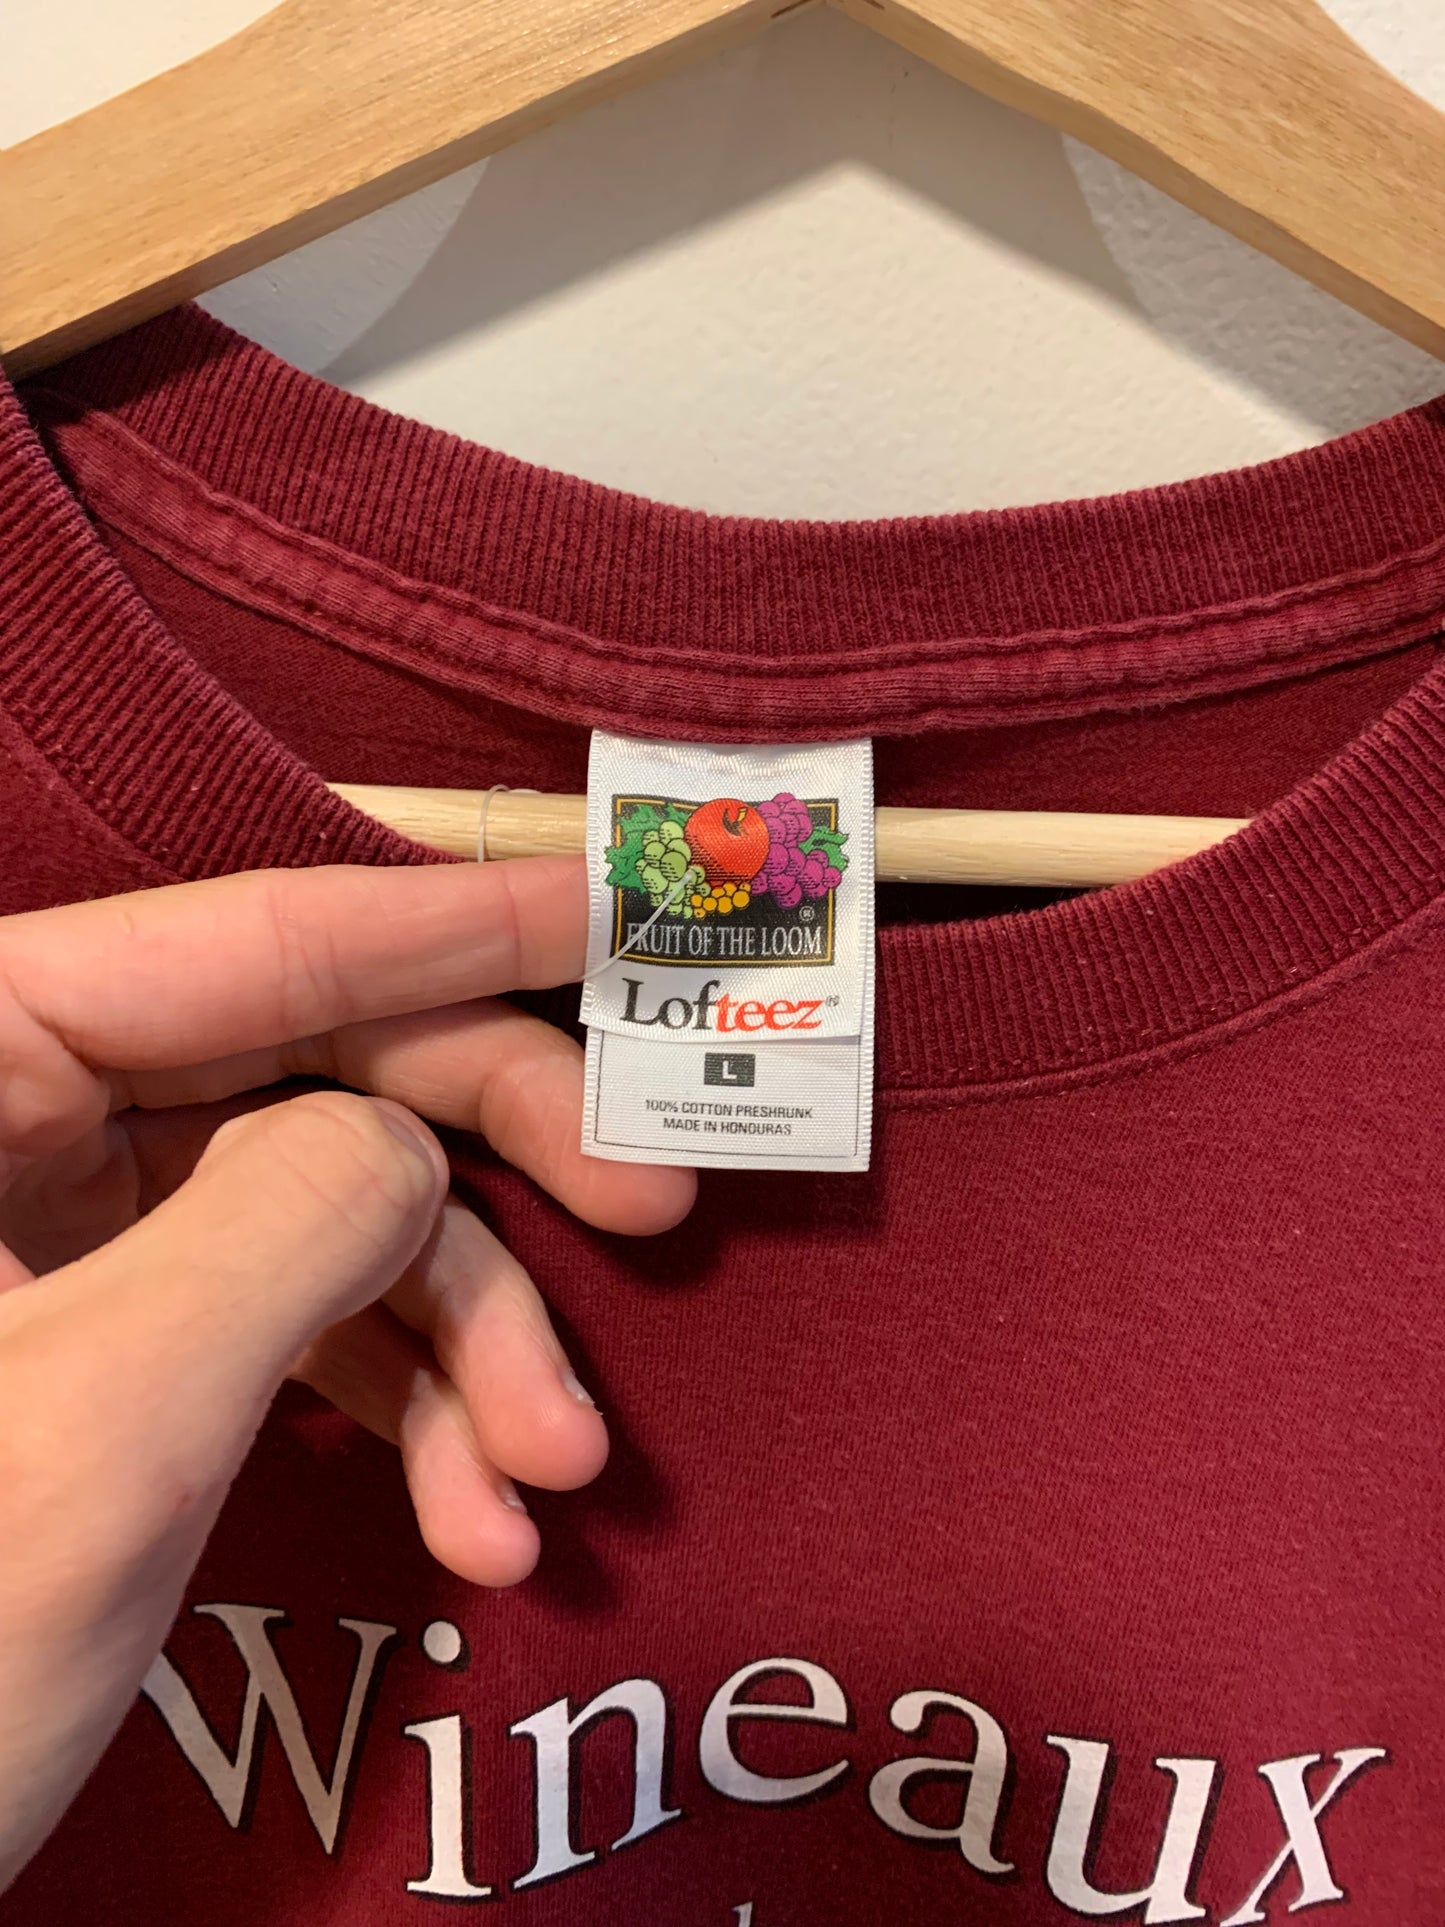 ®
FRUIT OF THE LOOM
Lofteez®
L
100% COTTON PRESHRUNK
MADE IN HONDURAS
Wineaux